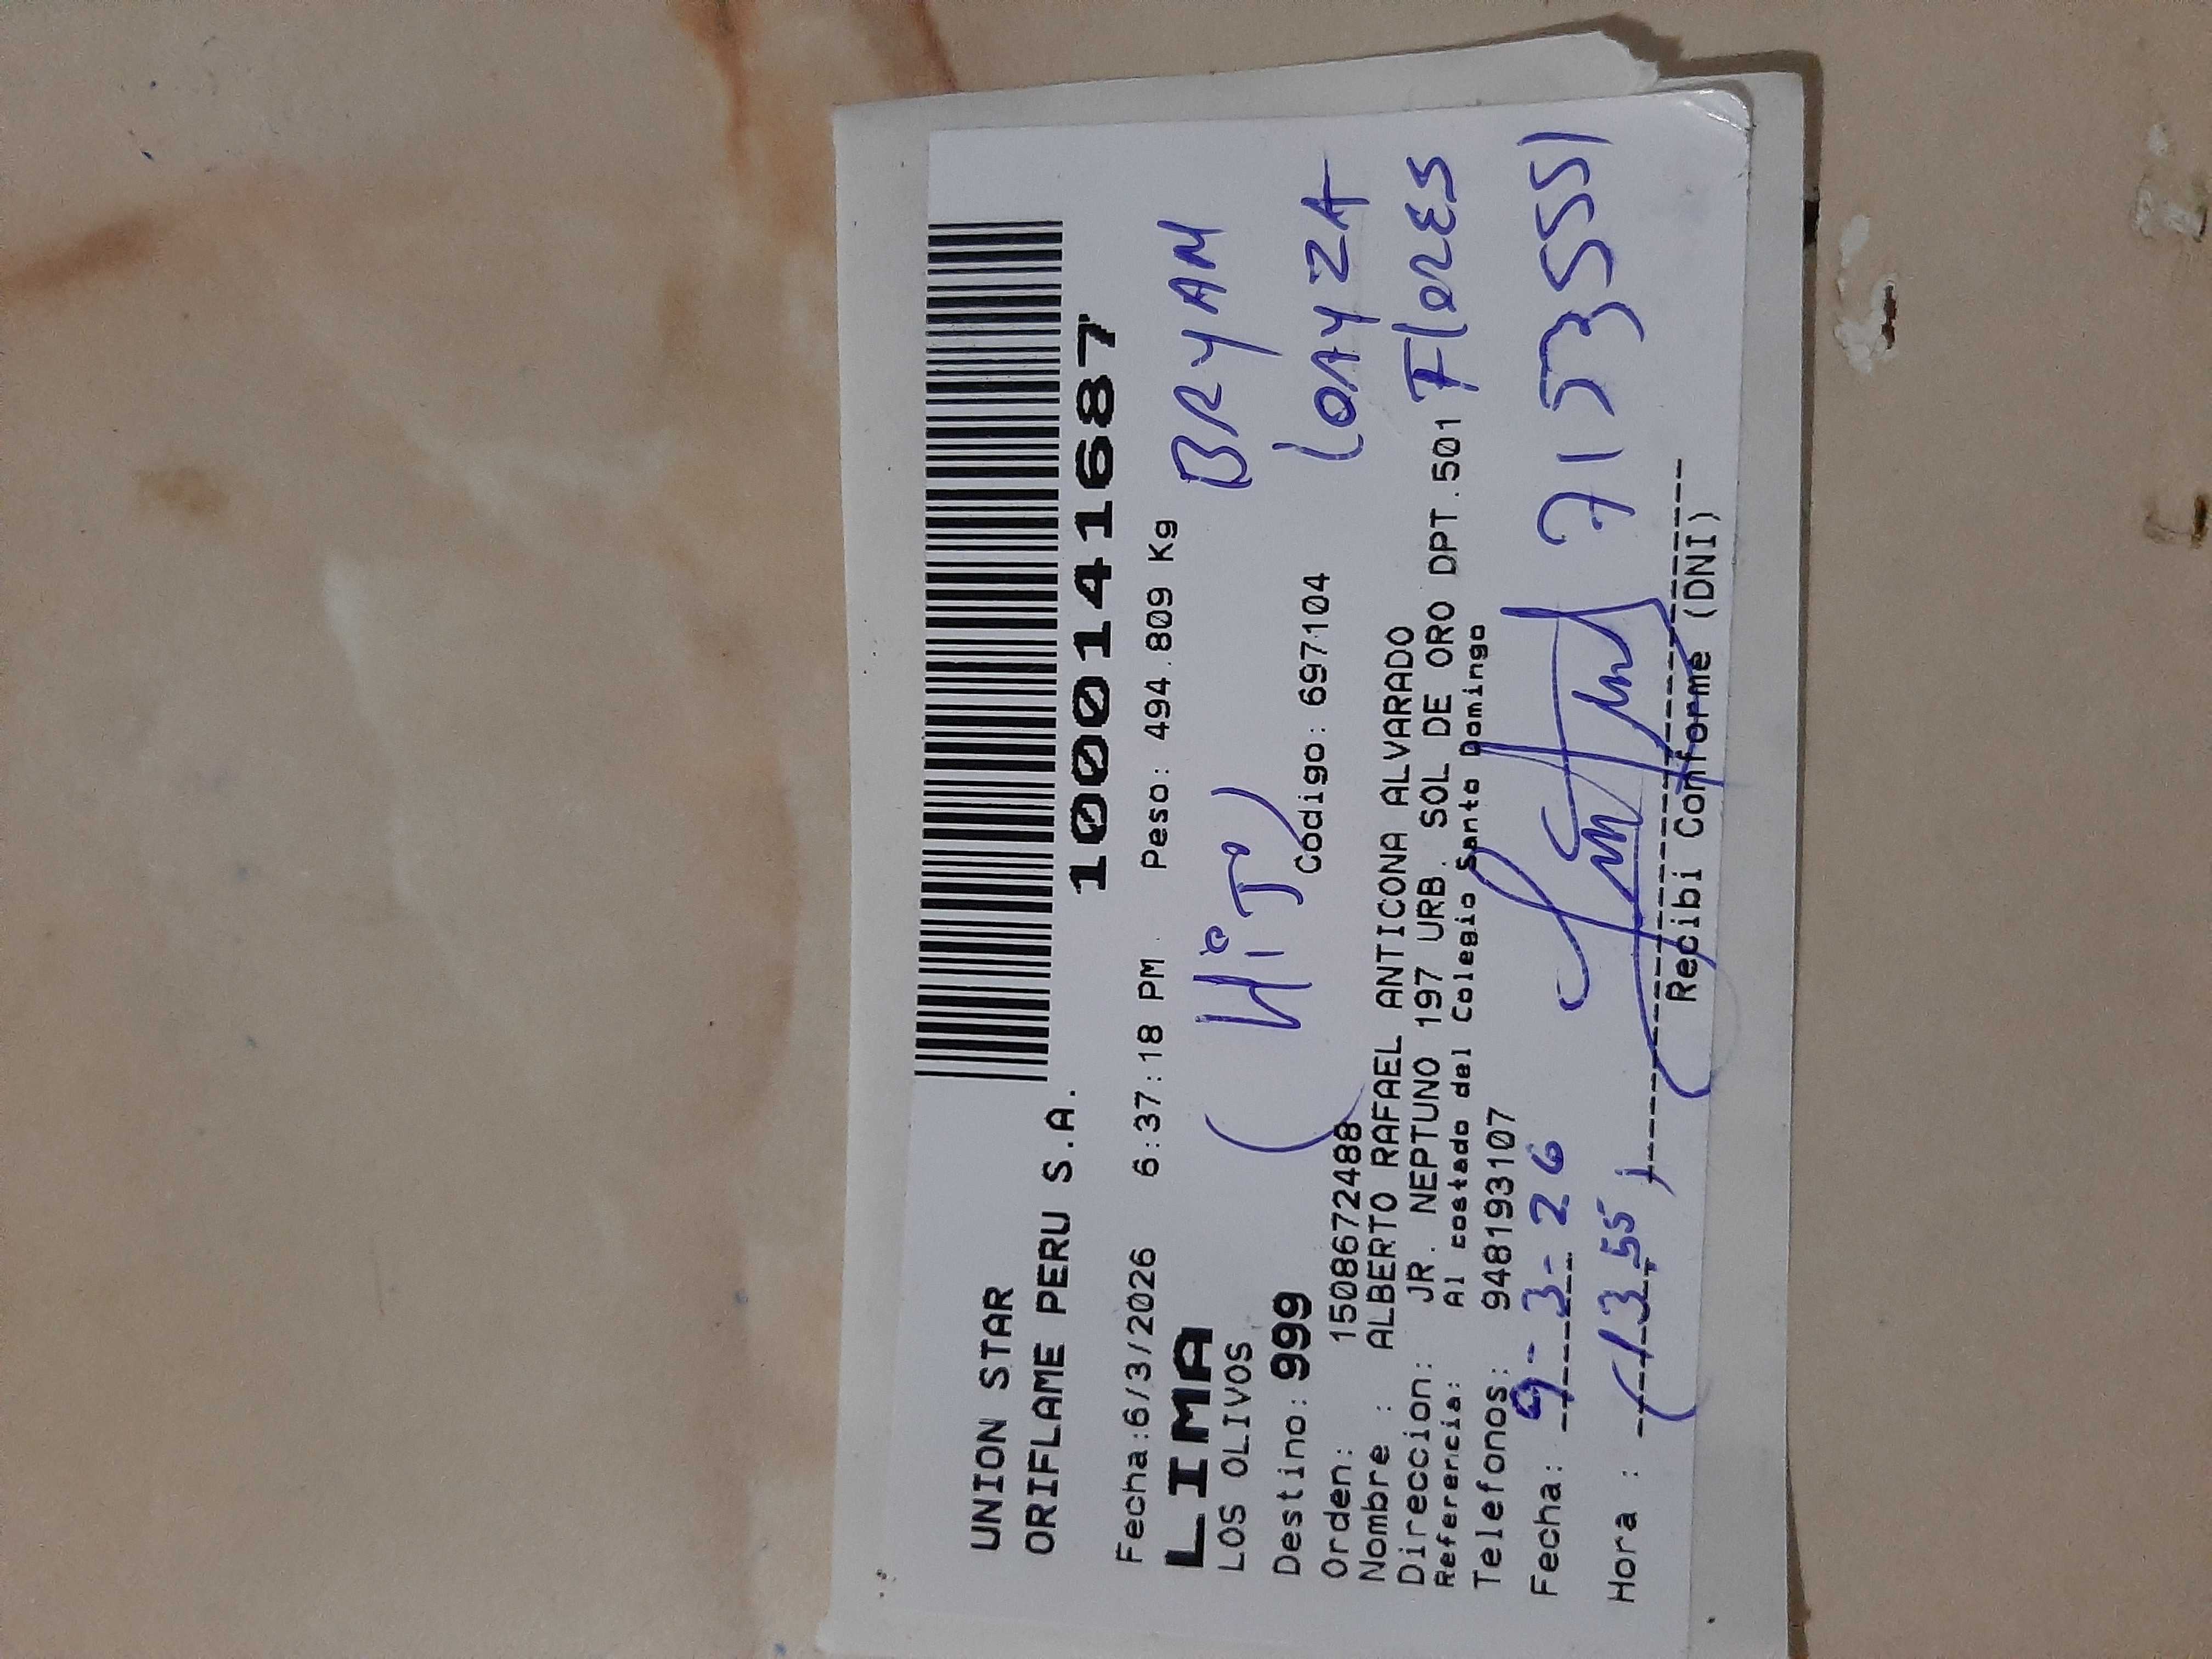 UNION STAR
ORIFLAME PERU S.A.
1000141687
Fecha:6/3/2026 6:37:18 PM. Peso: 494.809 Kg
LIMA
LOS OLIVOS
(HIJO)
BRYAM
LOAYZA
FLORES
Destino: 999 Codigo: 697104
Orden: 1508672488
Nombre : ALBERTO RAFAEL ANTICONA ALVARADO
Direccion: JR. NEPTUNO 197 URB. SOL DE ORO DPT.501
Referencia: Al costado del Colegio Santo Domingo
Telefonos: 948193107
Fecha: 9-3-26
71535551
Hora : (13.55)
Recibi Conforme (DNI)